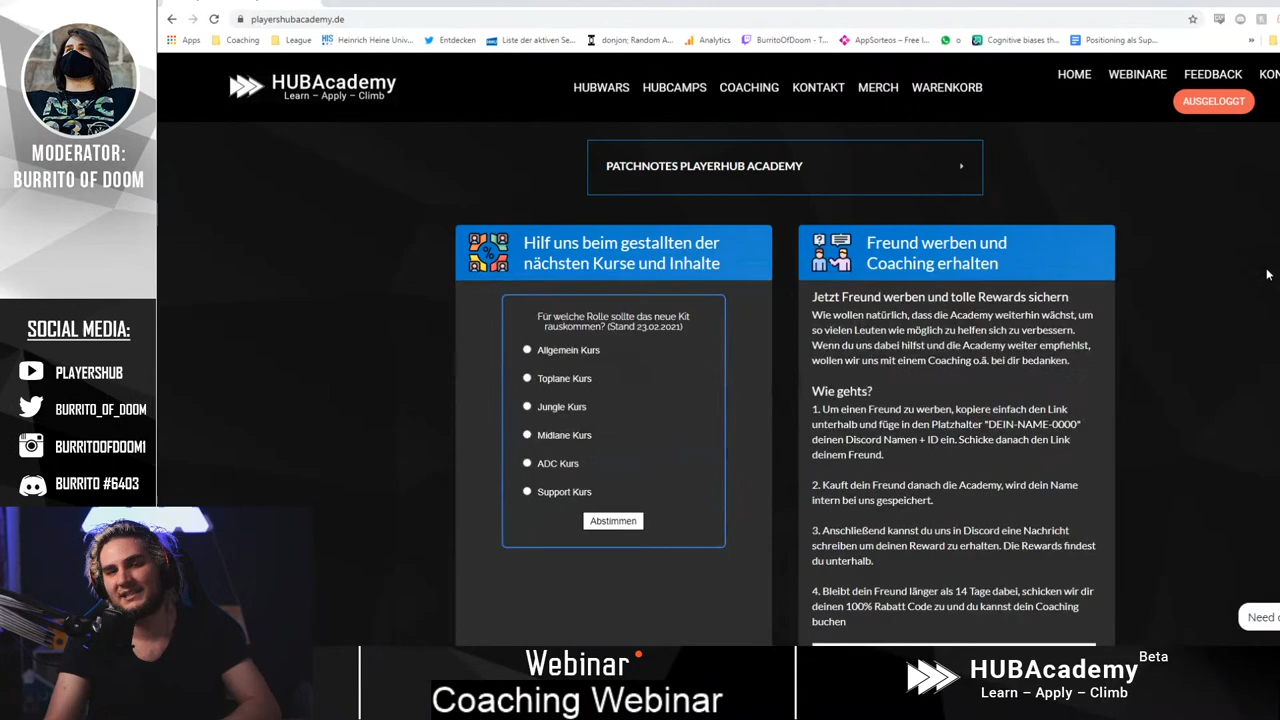 playershubacademy.de
Apps
Coaching
League
Heinrich Heine Univ...
Entdecken
Liste der aktiven Se...
donjon; Random A...
Analytics
BurritoOfDoom - T...
AppSorteos – Free I...
0
Cognitive biases th...
Positioning als Sup...
»
HUBAcademy
Learn – Apply – Climb
HUBWARS
HUBCAMPS
COACHING
KONTAKT
MERCH
WARENKORB
HOME
WEBINARE
FEEDBACK
KON
AUSGELOGGT
NYC
MODERATOR:
BURRITO OF DOOM
SOCIAL MEDIA:
PLAYERSHUB
BURRITO_OF_DOOM
BURRITOOFDOOM1
BURRITO #6403
PATCHNOTES PLAYERHUB ACADEMY
Hilf uns beim gestallten der
nächsten Kurse und Inhalte
Für welche Rolle sollte das neue Kit
rauskommen? (Stand 23.02.2021)
Allgemein Kurs
Toplane Kurs
Jungle Kurs
Midlane Kurs
ADC Kurs
Support Kurs
Abstimmen
Freund werben und
Coaching erhalten
Jetzt Freund werben und tolle Rewards sichern
Wie wollen natürlich, dass die Academy weiterhin wächst, um
so vielen Leuten wie möglich zu helfen sich zu verbessern.
Wenn du uns dabei hilfst und die Academy weiter empfiehlst,
wollen wir uns mit einem Coaching o.ä. bei dir bedanken.
Wie gehts?
1. Um einen Freund zu werben, kopiere einfach den Link
unterhalb und füge in den Platzhalter "DEIN-NAME-0000"
deinen Discord Namen + ID ein. Schicke danach den Link
deinem Freund.
2. Kauft dein Freund danach die Academy, wird dein Name
intern bei uns gespeichert.
3. Anschließend kannst du uns in Discord eine Nachricht
schreiben um deinen Reward zu erhalten. Die Rewards findest
du unterhalb.
4. Bleibt dein Freund länger als 14 Tage dabei, schicken wir dir
deinen 100% Rabatt Code zu und du kannst dein Coaching
buchen
Need
Webinar
Coaching Webinar
HUBAcademy Beta
Learn – Apply – Climb